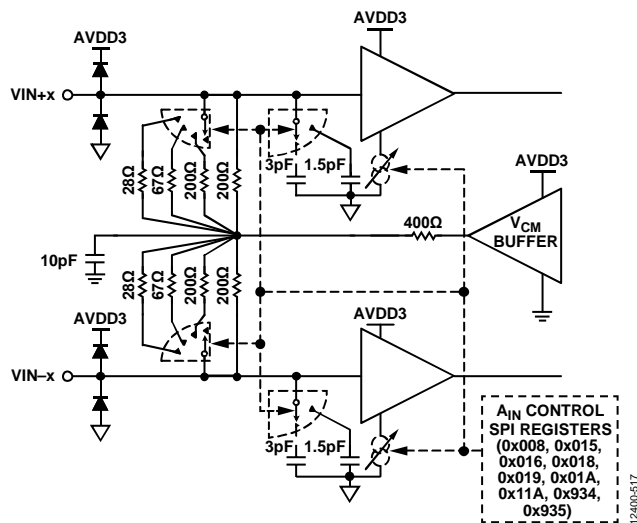 AVDD3
AVDD3
VIN+x
3pF 1.5pF
28Ω
67Ω
200Ω
200Ω
AVDD3
400Ω
VCM
BUFFER
10pF
28Ω
67Ω
200Ω
200Ω
AVDD3
AVDD3
VIN–x
3pF 1.5pF
AIN CONTROL
SPI REGISTERS
(0x008, 0x015,
0x016, 0x018,
0x019, 0x01A,
0x11A, 0x934,
0x935)
12400-517